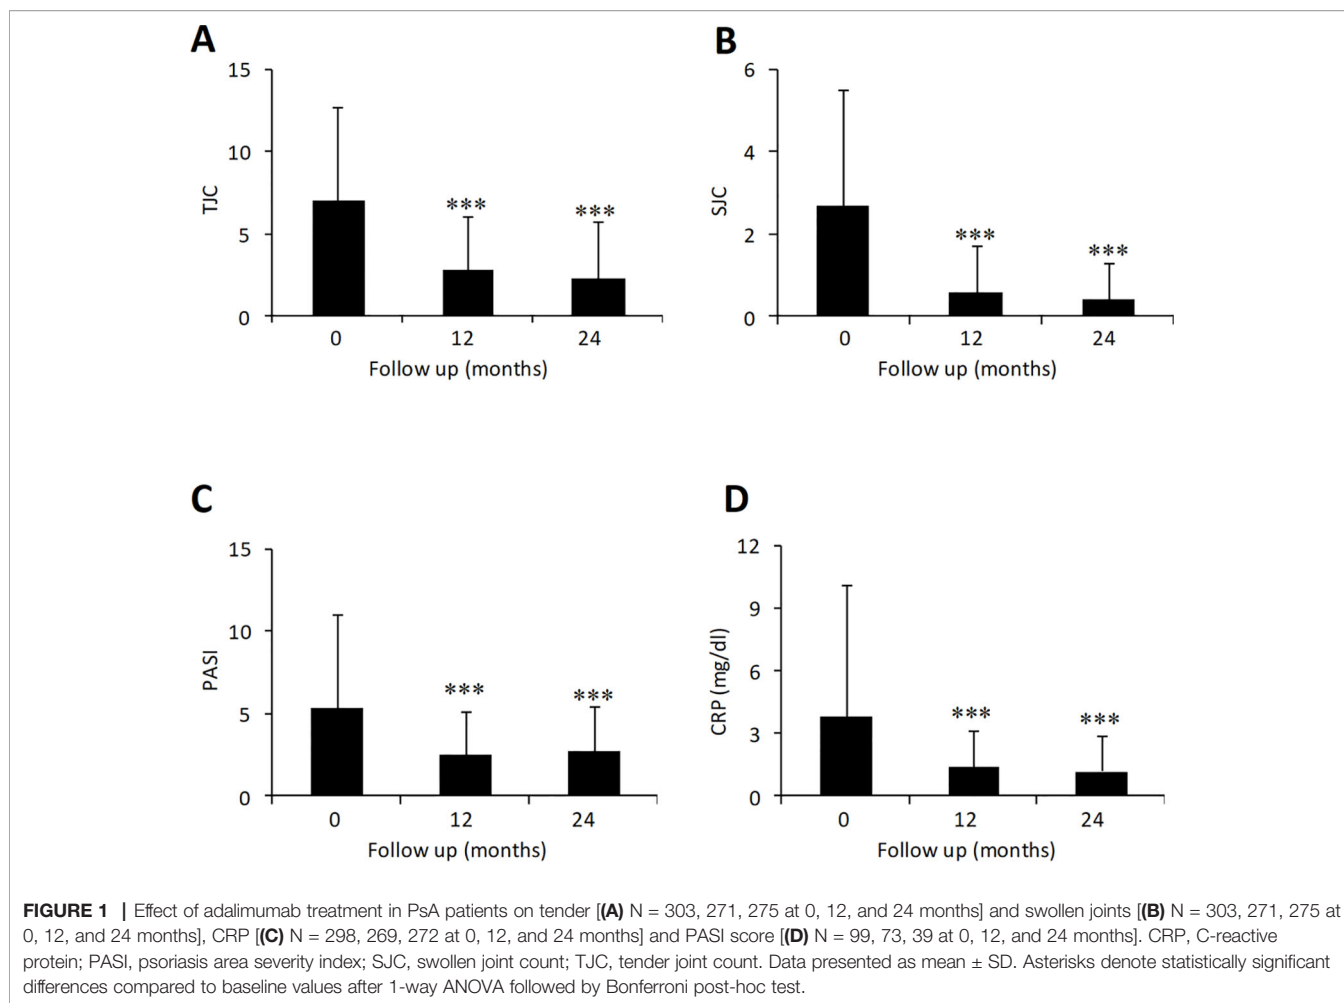 A
15
10
5
0
TJC
***
***
0 12 24
Follow up (months)
B
6
4
2
0
SJC
***
***
0 12 24
Follow up (months)
C
15
10
5
0
PASI
***
***
0 12 24
Follow up (months)
D
12
9
6
3
0
CRP (mg/dl)
***
***
0 12 24
Follow up (months)
FIGURE 1 | Effect of adalimumab treatment in PsA patients on tender [(A) N = 303, 271, 275 at 0, 12, and 24 months] and swollen joints [(B) N = 303, 271, 275 at
0, 12, and 24 months], CRP [(C) N = 298, 269, 272 at 0, 12, and 24 months] and PASI score [(D) N = 99, 73, 39 at 0, 12, and 24 months]. CRP, C-reactive
protein; PASI, psoriasis area severity index; SJC, swollen joint count; TJC, tender joint count. Data presented as mean ± SD. Asterisks denote statistically significant
differences compared to baseline values after 1-way ANOVA followed by Bonferroni post-hoc test.